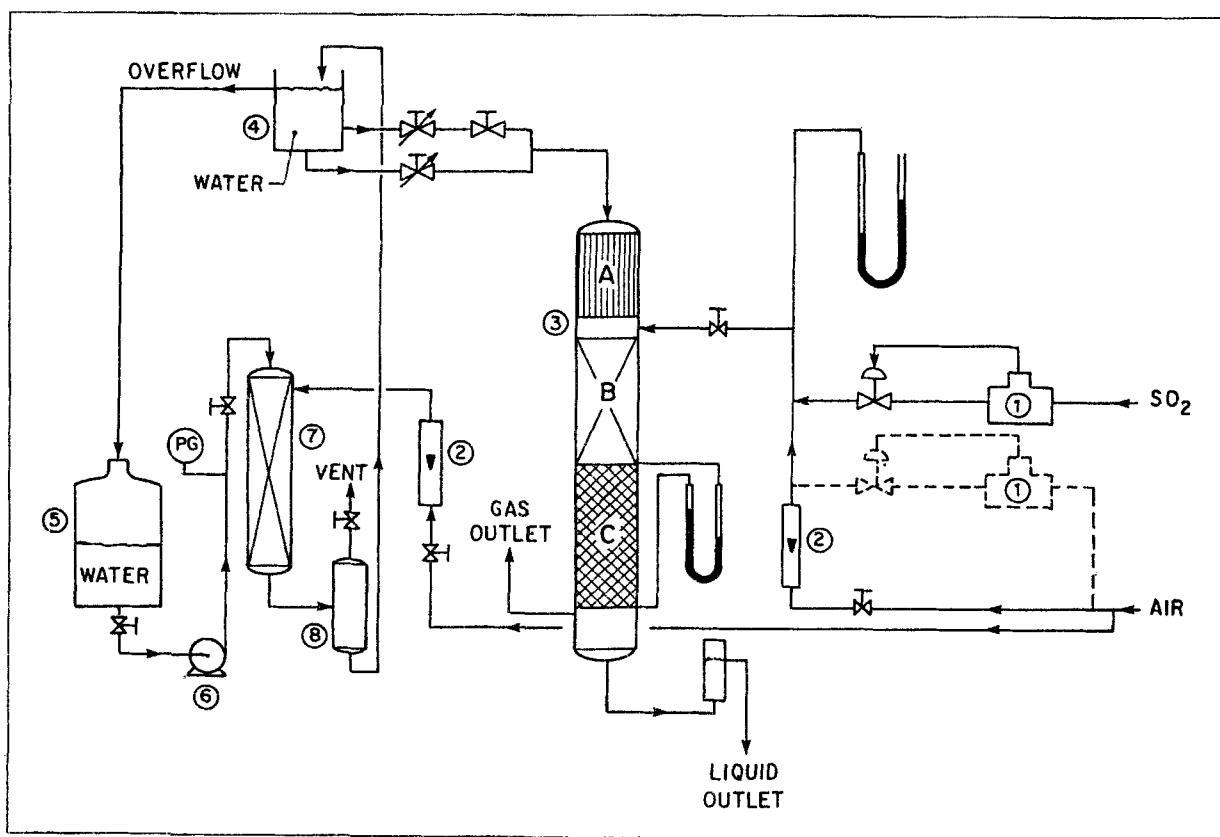 OVERFLOW
④
WATER
A
③
B
①
SO2
PG
⑦
②
VENT
①
⑤
GAS
OUTLET
C
②
WATER
AIR
⑧
⑥
LIQUID
OUTLET